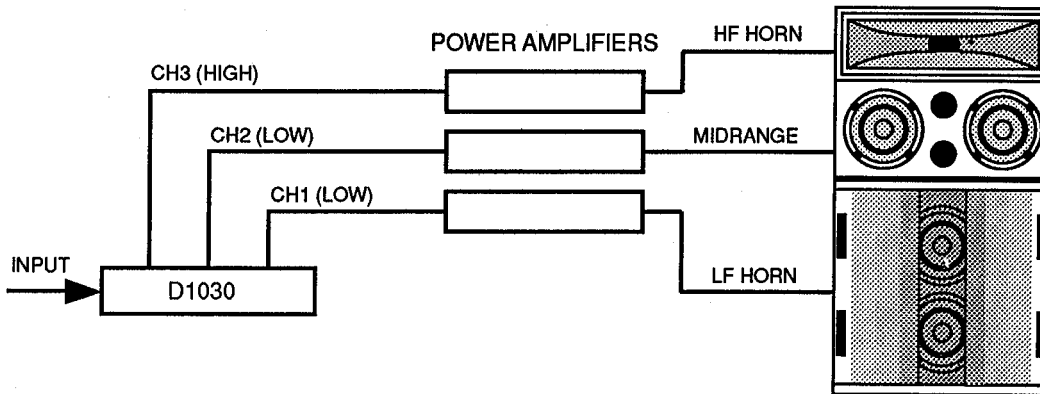 HF HORN
POWER AMPLIFIERS
CH3 (HIGH)
CH2 (LOW)
MIDRANGE
CH1 (LOW)
INPUT
LF HORN
D1030